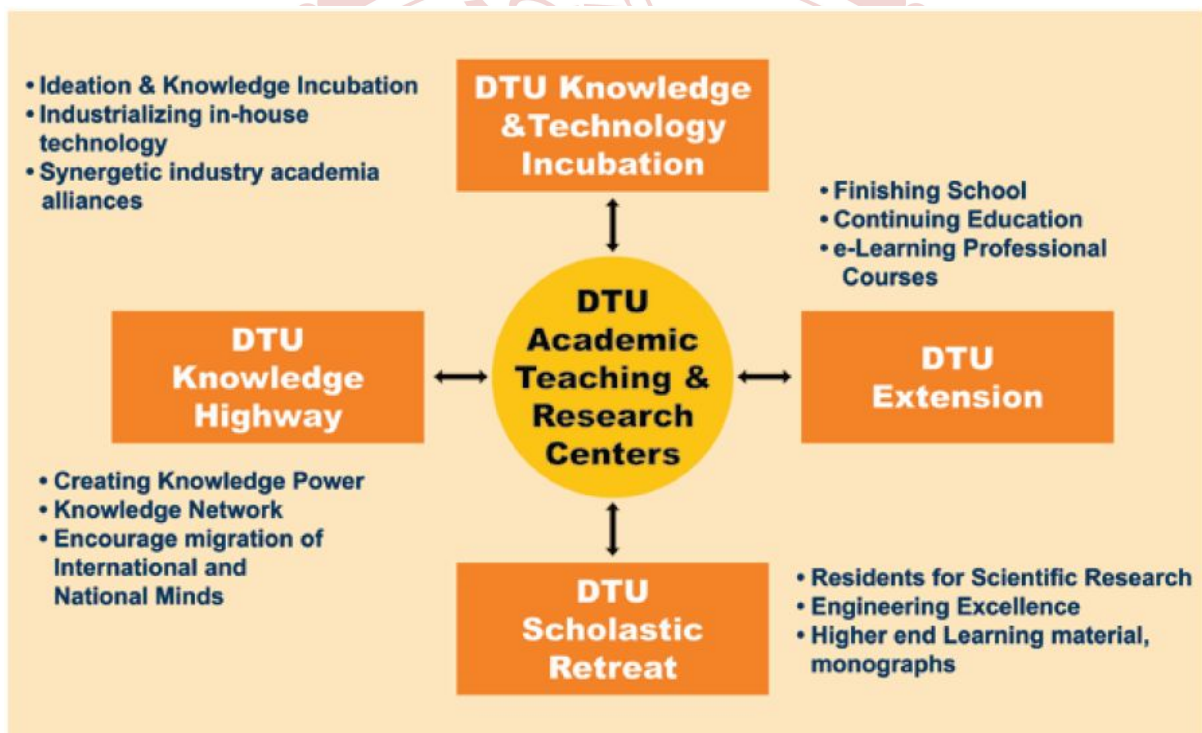 • Ideation & Knowledge Incubation
• Industrializing in-house
technology
• Synergetic industry academia
alliances
DTU Knowledge
&Technology
Incubation
• Finishing School
• Continuing Education
• e-Learning Professional
Courses
DTU
Knowledge
Highway
DTU
Academic
Teaching &
Research
Centers
DTU
Extension
• Creating Knowledge Power
• Knowledge Network
• Encourage migration of
International and
National Minds
DTU
Scholastic
Retreat
• Residents for Scientific Research
• Engineering Excellence
• Higher end Learning material,
monographs